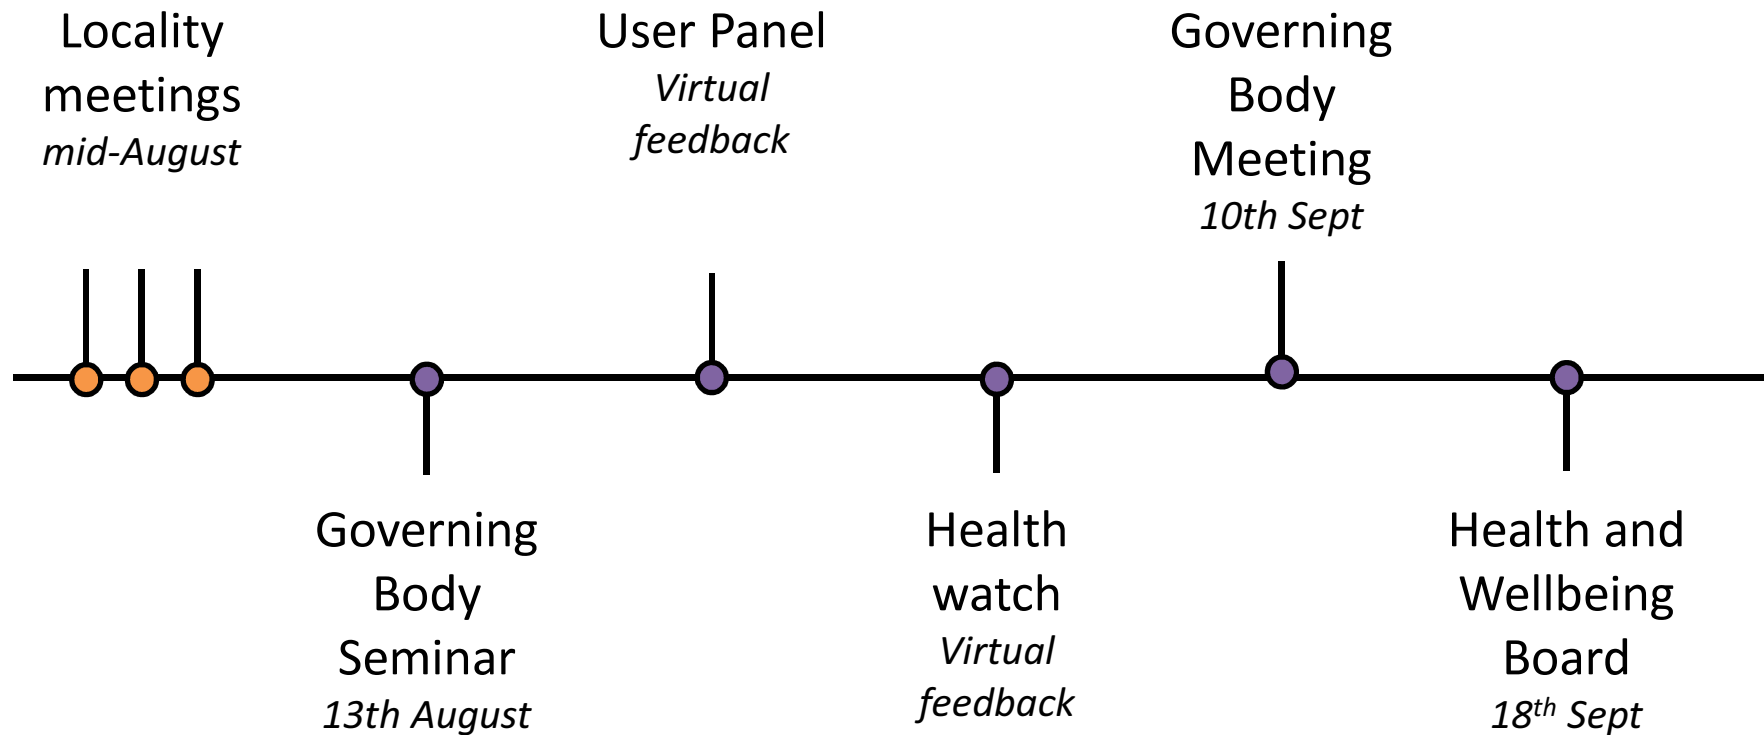 Locality
meetings
mid-August
User Panel
Virtual
feedback
Governing
Body
Meeting
10th Sept
Governing
Body
Seminar
13th August
Health
watch
Virtual
feedback
Health and
Wellbeing
Board
18th Sept